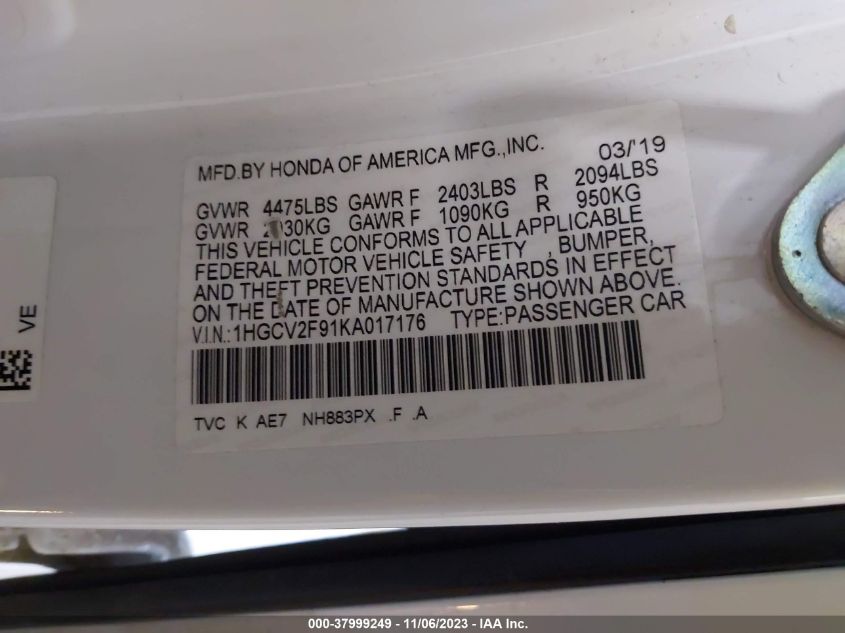 MFD.BY HONDA OF AMERICA MFG.,INC. 03/'19
GVWR 4475LBS GAWR F 2403LBS R 2094LBS
GVWR GAWR F 1090KG R 950KG
THIS VEHICLE CONFORMS TO ALL APPLICABLE
FEDERAL MOTOR VEHICLE SAFETY , BUMPER,
AND THEFT PREVENTION STANDARDS IN EFFECT
ON THE DATE OF MANUFACTURE SHOWN ABOVE.
V.I.N.:1HGCV2F91KA017176 TYPE:PASSENGER CAR
TVC K AE7 NH883PX .F .A
VE
000-37999249 - 11/06/2023 - IAA Inc.